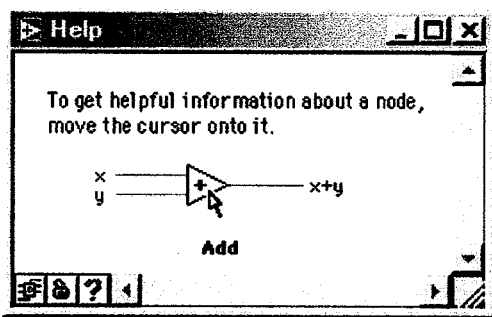 Help
To get helpful information about a node,
move the cursor onto it.
x
y
+
x+y
Add
?